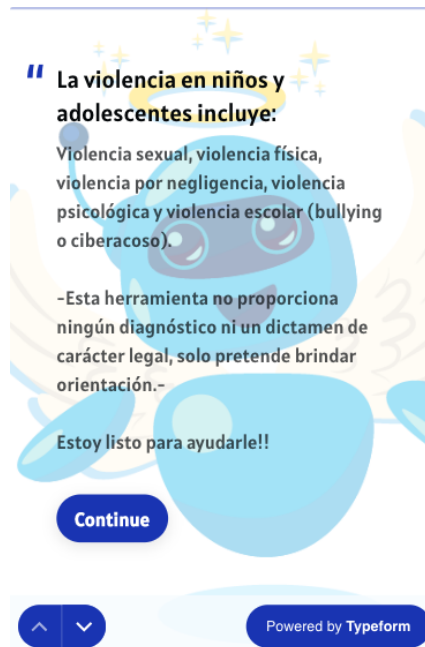 "
La violencia en niños y
adolescentes incluye:
Violencia sexual, violencia física,
violencia por negligencia, violencia
psicológica y violencia escolar (bullying
o ciberacoso).
-Esta herramienta no proporciona
ningún diagnóstico ni un dictamen de
carácter legal, solo pretende brindar
orientación.-
Estoy listo para ayudarle!!
Continue
Powered by Typeform